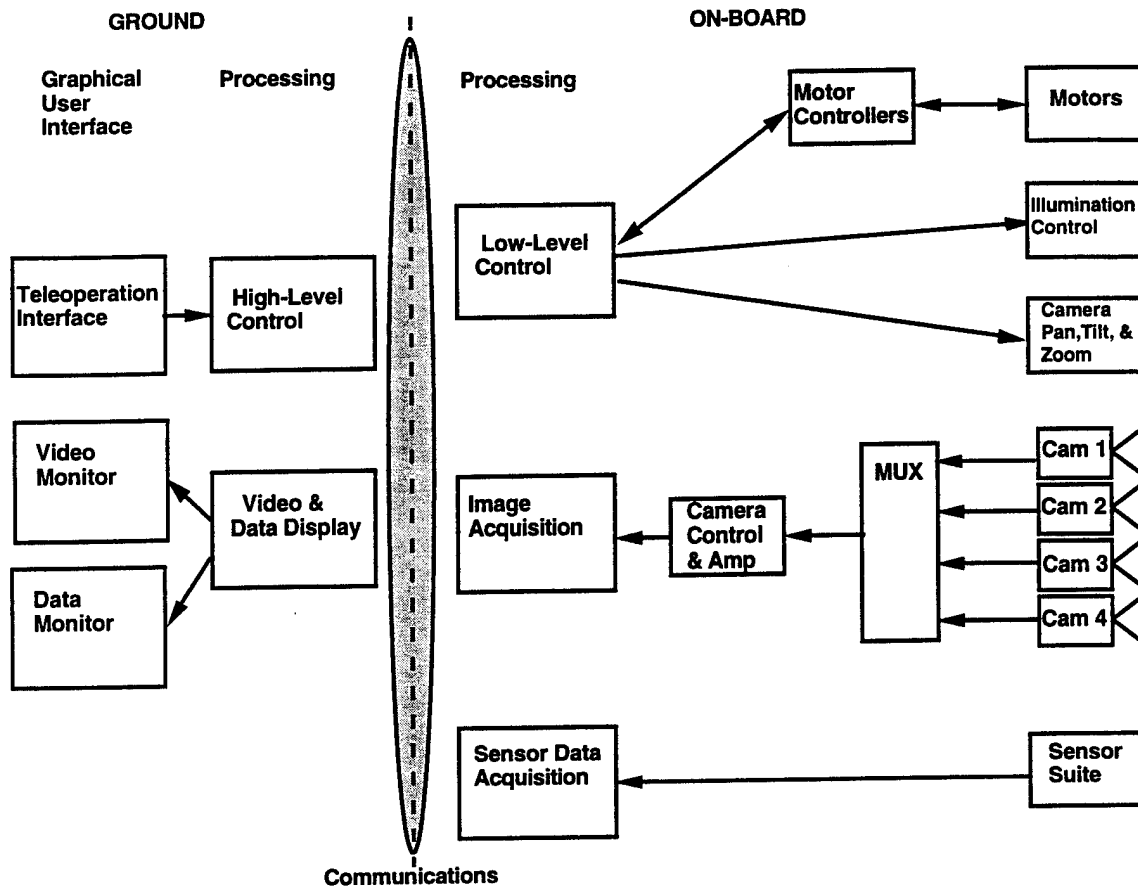 GROUND
ON-BOARD
Graphical
User
Interface
Processing
Processing
Motor
Controllers
Motors
Illumination
Control
Low-Level
Control
Camera
Pan,Tilt, &
Zoom
Teleoperation
Interface
High-Level
Control
Video
Monitor
Video &
Data Display
Data
Monitor
Image
Acquisition
Camera
Control
& Amp
MUX
Cam 1
Cam 2
Cam 3
Cam 4
Sensor Data
Acquisition
Sensor
Suite
Communications